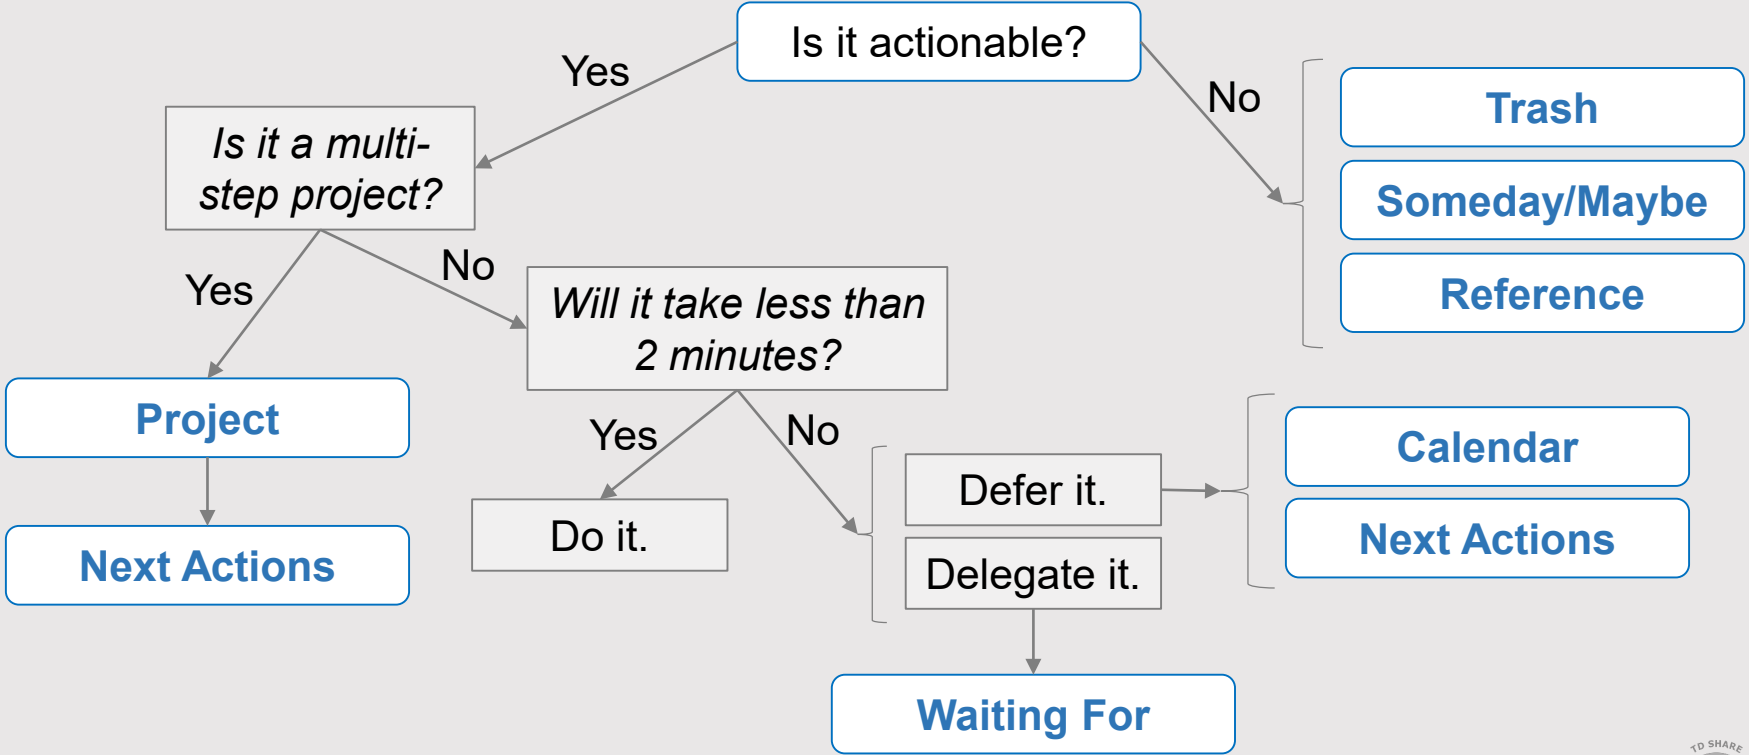 Is it actionable?
Yes
No
Trash
Is it a multi-
step project?
Someday/Maybe
Reference
Yes
No
Will it take less than
2 minutes?
Project
Yes
No
Calendar
Defer it.
Do it.
Next Actions
Next Actions
Delegate it.
Waiting For
TD SHARE